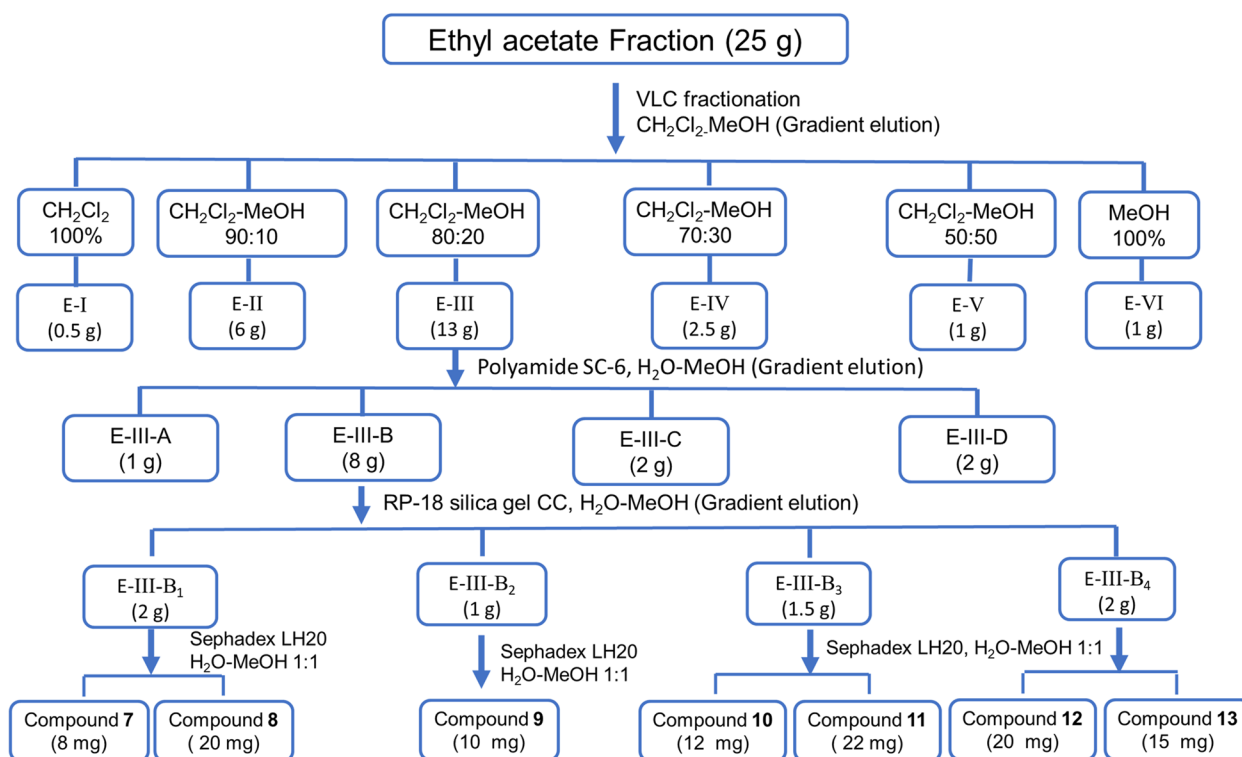 Ethyl acetate Fraction (25 g)
VLC fractionation
CH₂Cl₂-MeOH (Gradient elution)
CH₂Cl₂
100%
CH₂Cl₂-MeOH
90:10
CH₂Cl₂-MeOH
80:20
CH₂Cl₂-MeOH
70:30
CH₂Cl₂-MeOH
50:50
MeOH
100%
E-I
(0.5 g)
E-II
(6 g)
E-III
(13 g)
E-IV
(2.5 g)
E-V
(1 g)
E-VI
(1 g)
Polyamide SC-6, H₂O-MeOH (Gradient elution)
E-III-A
(1 g)
E-III-B
(8 g)
E-III-C
(2 g)
E-III-D
(2 g)
RP-18 silica gel CC, H₂O-MeOH (Gradient elution)
E-III-B₁
(2 g)
E-III-B₂
(1 g)
E-III-B₃
(1.5 g)
E-III-B₄
(2 g)
Sephadex LH20
H₂O-MeOH 1:1
Sephadex LH20
H₂O-MeOH 1:1
Sephadex LH20, H₂O-MeOH 1:1
Compound 7
(8 mg)
Compound 8
( 20 mg)
Compound 9
(10 mg)
Compound 10
(12 mg)
Compound 11
( 22 mg)
Compound 12
(20 mg)
Compound 13
(15 mg)